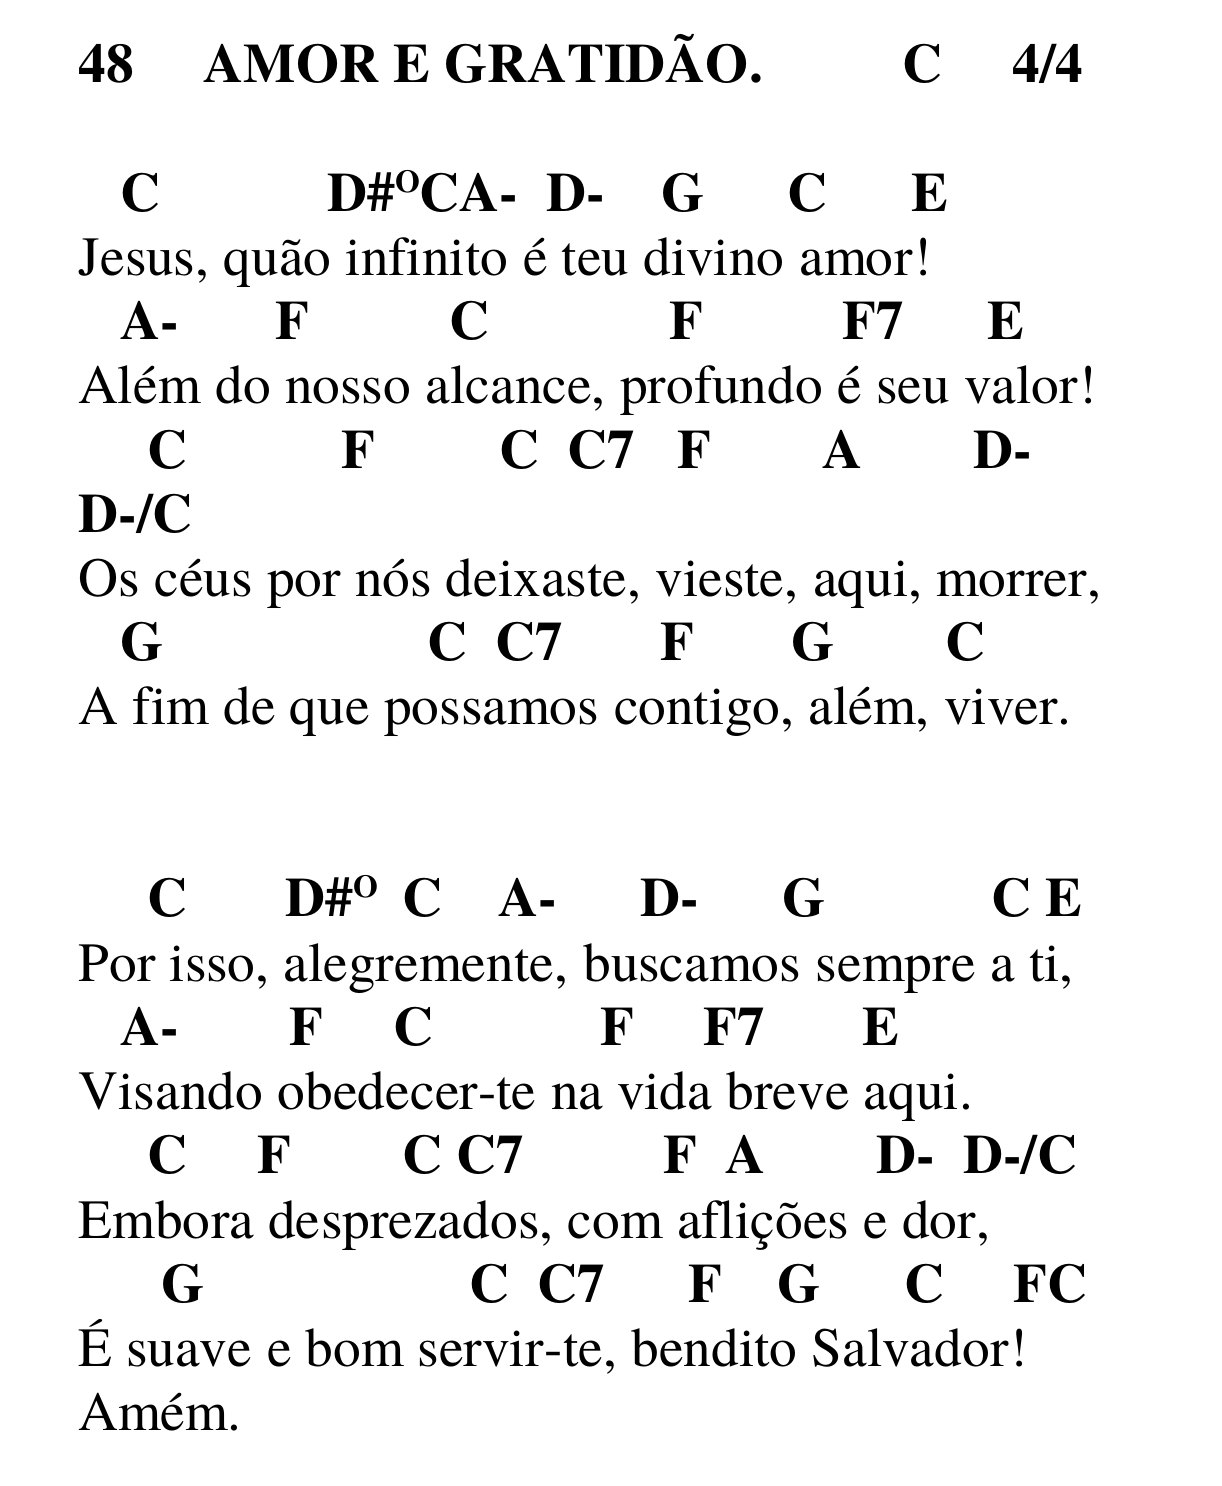 48 AMOR E GRATIDÃO. C 4/4
C D#ºCA- D- G C E
Jesus, quão infinito é teu divino amor!
A- F C F F7 E
Além do nosso alcance, profundo é seu valor!
C F C C7 F A D-
D-/C
Os céus por nós deixaste, vieste, aqui, morrer,
G C C7 F G C
A fim de que possamos contigo, além, viver.
C D#º C A- D- G C E
Por isso, alegremente, buscamos sempre a ti,
A- F C F F7 E
Visando obedecer-te na vida breve aqui.
C F C C7 F A D- D-/C
Embora desprezados, com aflições e dor,
G C C7 F G C FC
É suave e bom servir-te, bendito Salvador!
Amém.